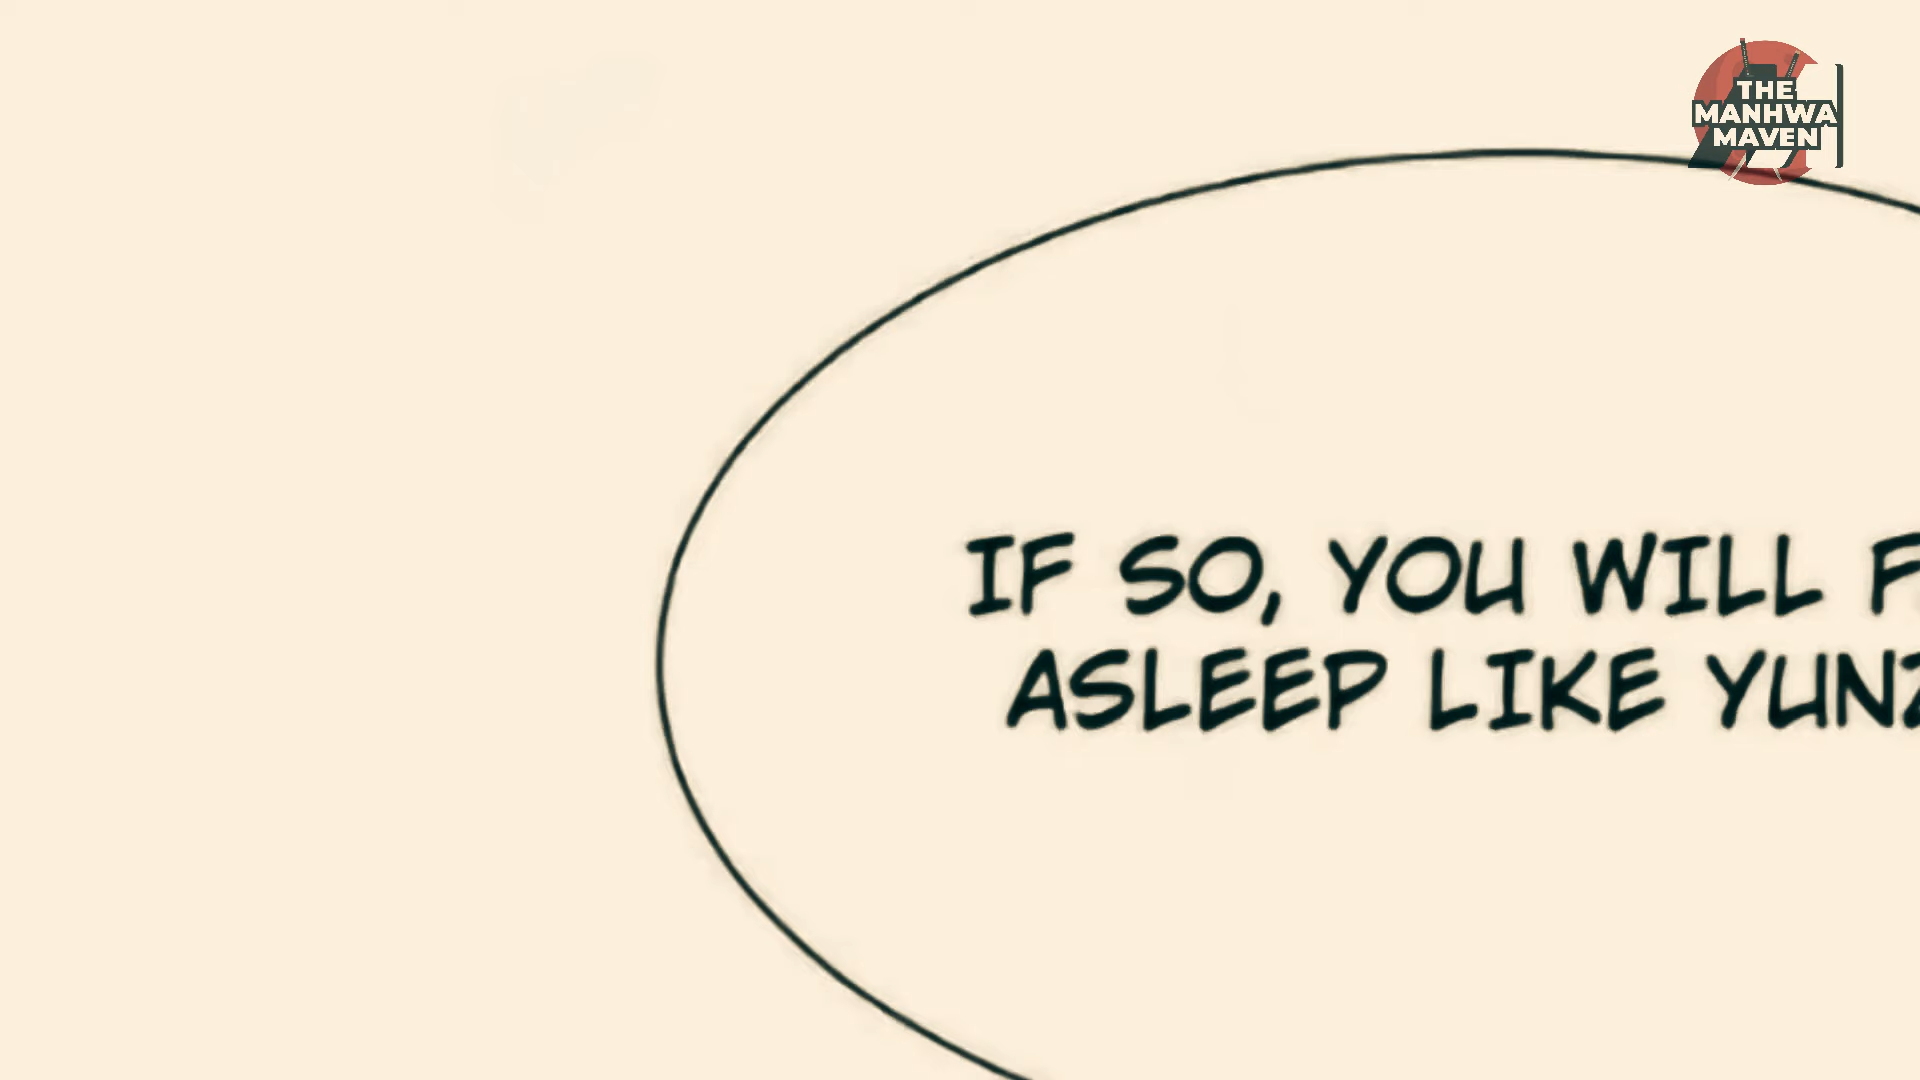 THE
MANHWA
MAVEN
IF SO, YOU WILL
ASLEEP LIKE